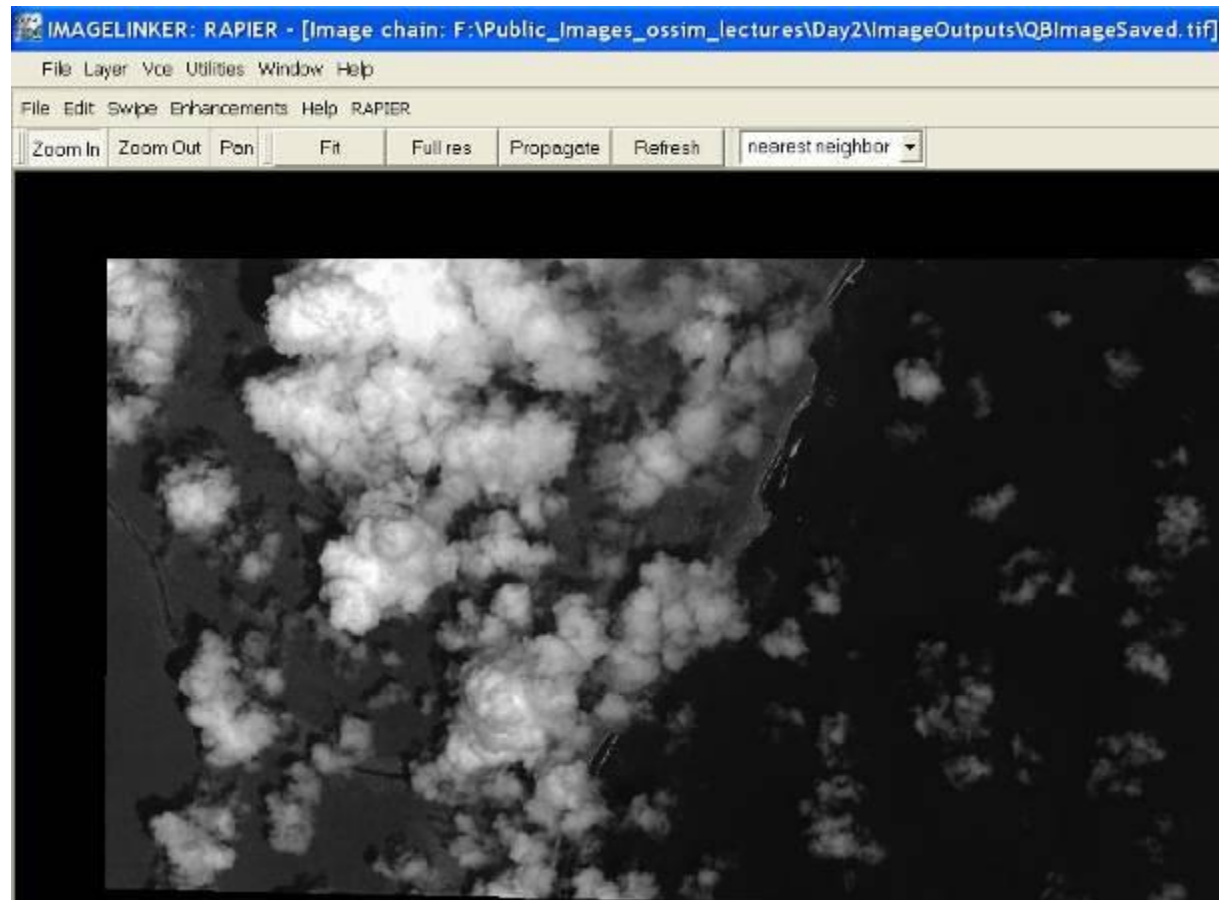 IMAGELINKER: RAPIER - [Image chain: F:\Public_Images_ossim_lectures\Day2\ImageOutputs\QBImageSaved.tif]
File Layer Vce Utilities Window Help
File Edit Swipe Enhancements Help RAPIER
Zoom In Zoom Out Pan Fit Full res Propagate Refresh nearest neighbor